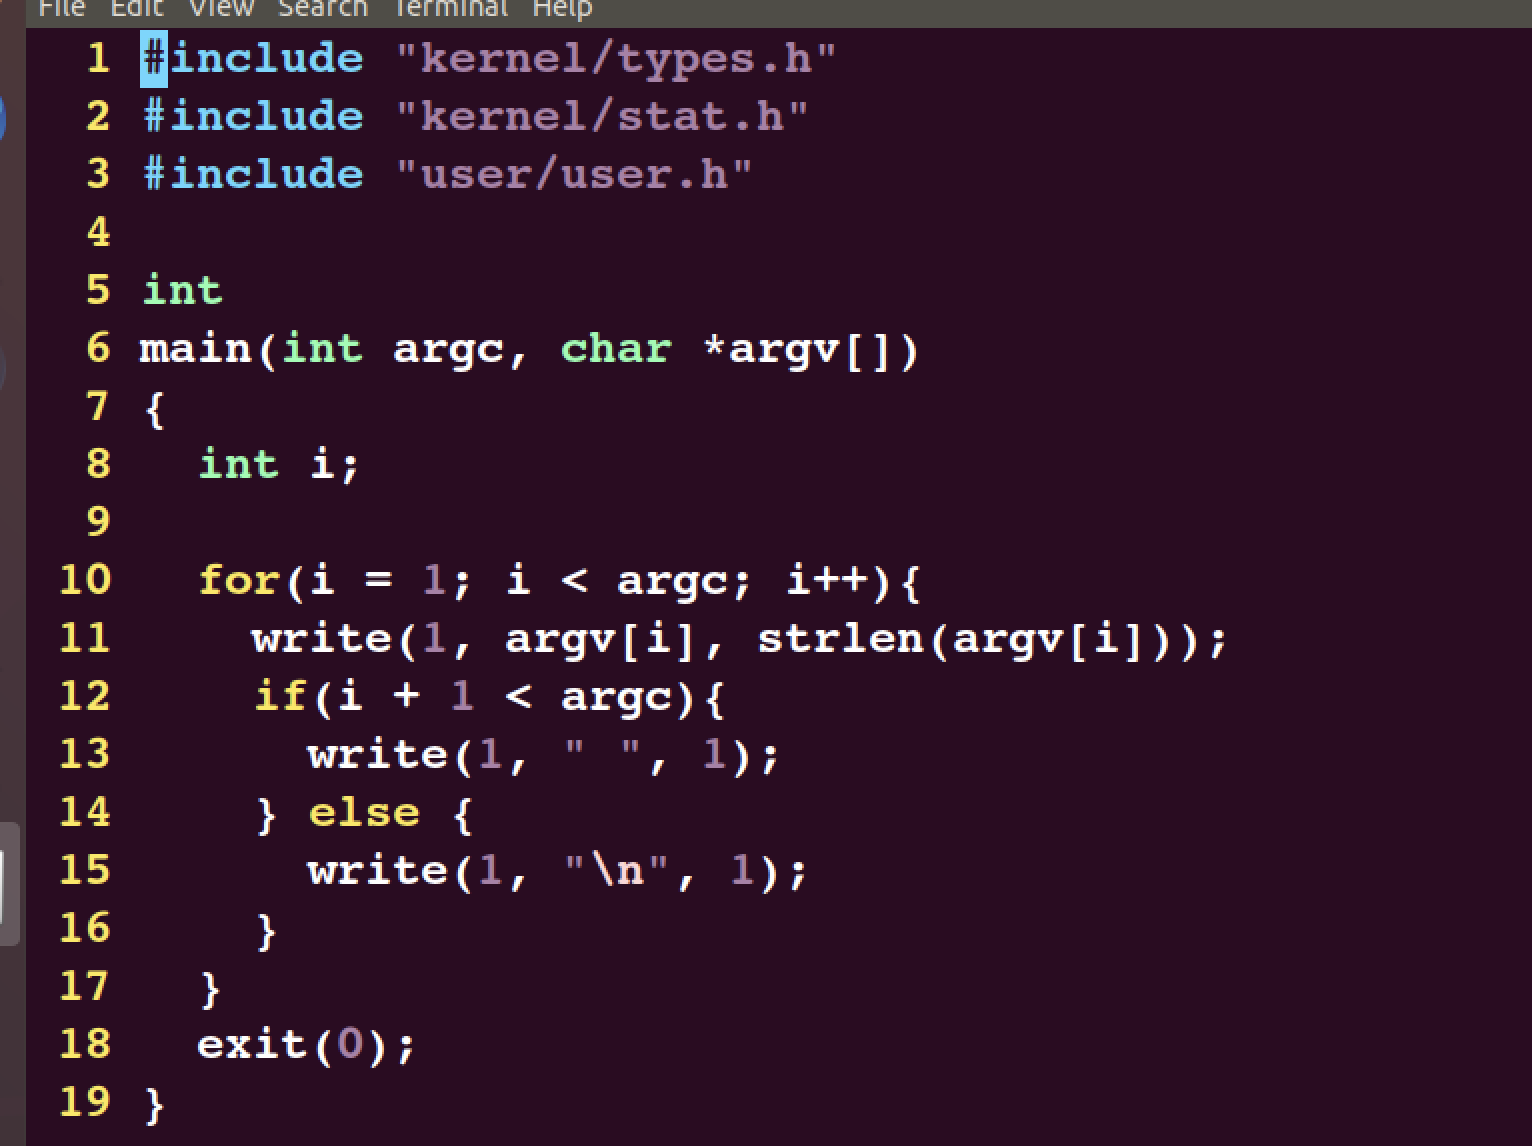 File Edit View Search Terminal Help
1 #include "kernel/types.h"
2 #include "kernel/stat.h"
3 #include "user/user.h"
4
5 int
6 main(int argc, char *argv[])
7 {
8   int i;
9
10   for(i = 1; i < argc; i++){
11     write(1, argv[i], strlen(argv[i]));
12     if(i + 1 < argc){
13       write(1, " ", 1);
14     } else {
15       write(1, "\n", 1);
16     }
17   }
18   exit(0);
19 }